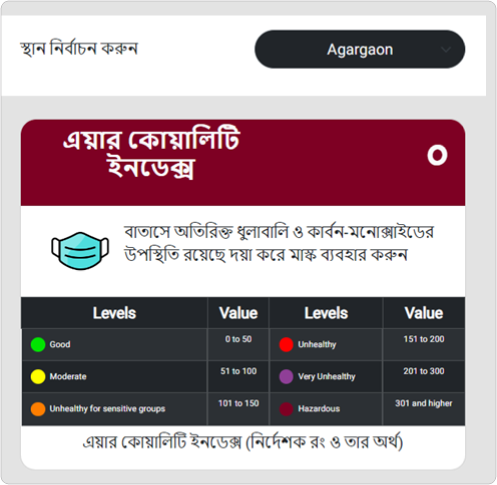 স্থান নির্বাচন করুন
Agargaon
এয়ার কোয়ালিটি
ইনডেক্স
0
বাতাসে অতিরিক্ত ধুলাবালি ও কার্বন-মনোক্সাইডের
উপস্থিতি রয়েছে দয়া করে মাস্ক ব্যবহার করুন
Levels Value Levels Value
Good 0 to 50 Unhealthy 151 to 200
Moderate 51 to 100 Very Unhealthy 201 to 300
Unhealthy for sensitive groups 101 to 150 Hazardous 301 and higher
এয়ার কোয়ালিটি ইনডেক্স (নির্দেশক রং ও তার অর্থ)